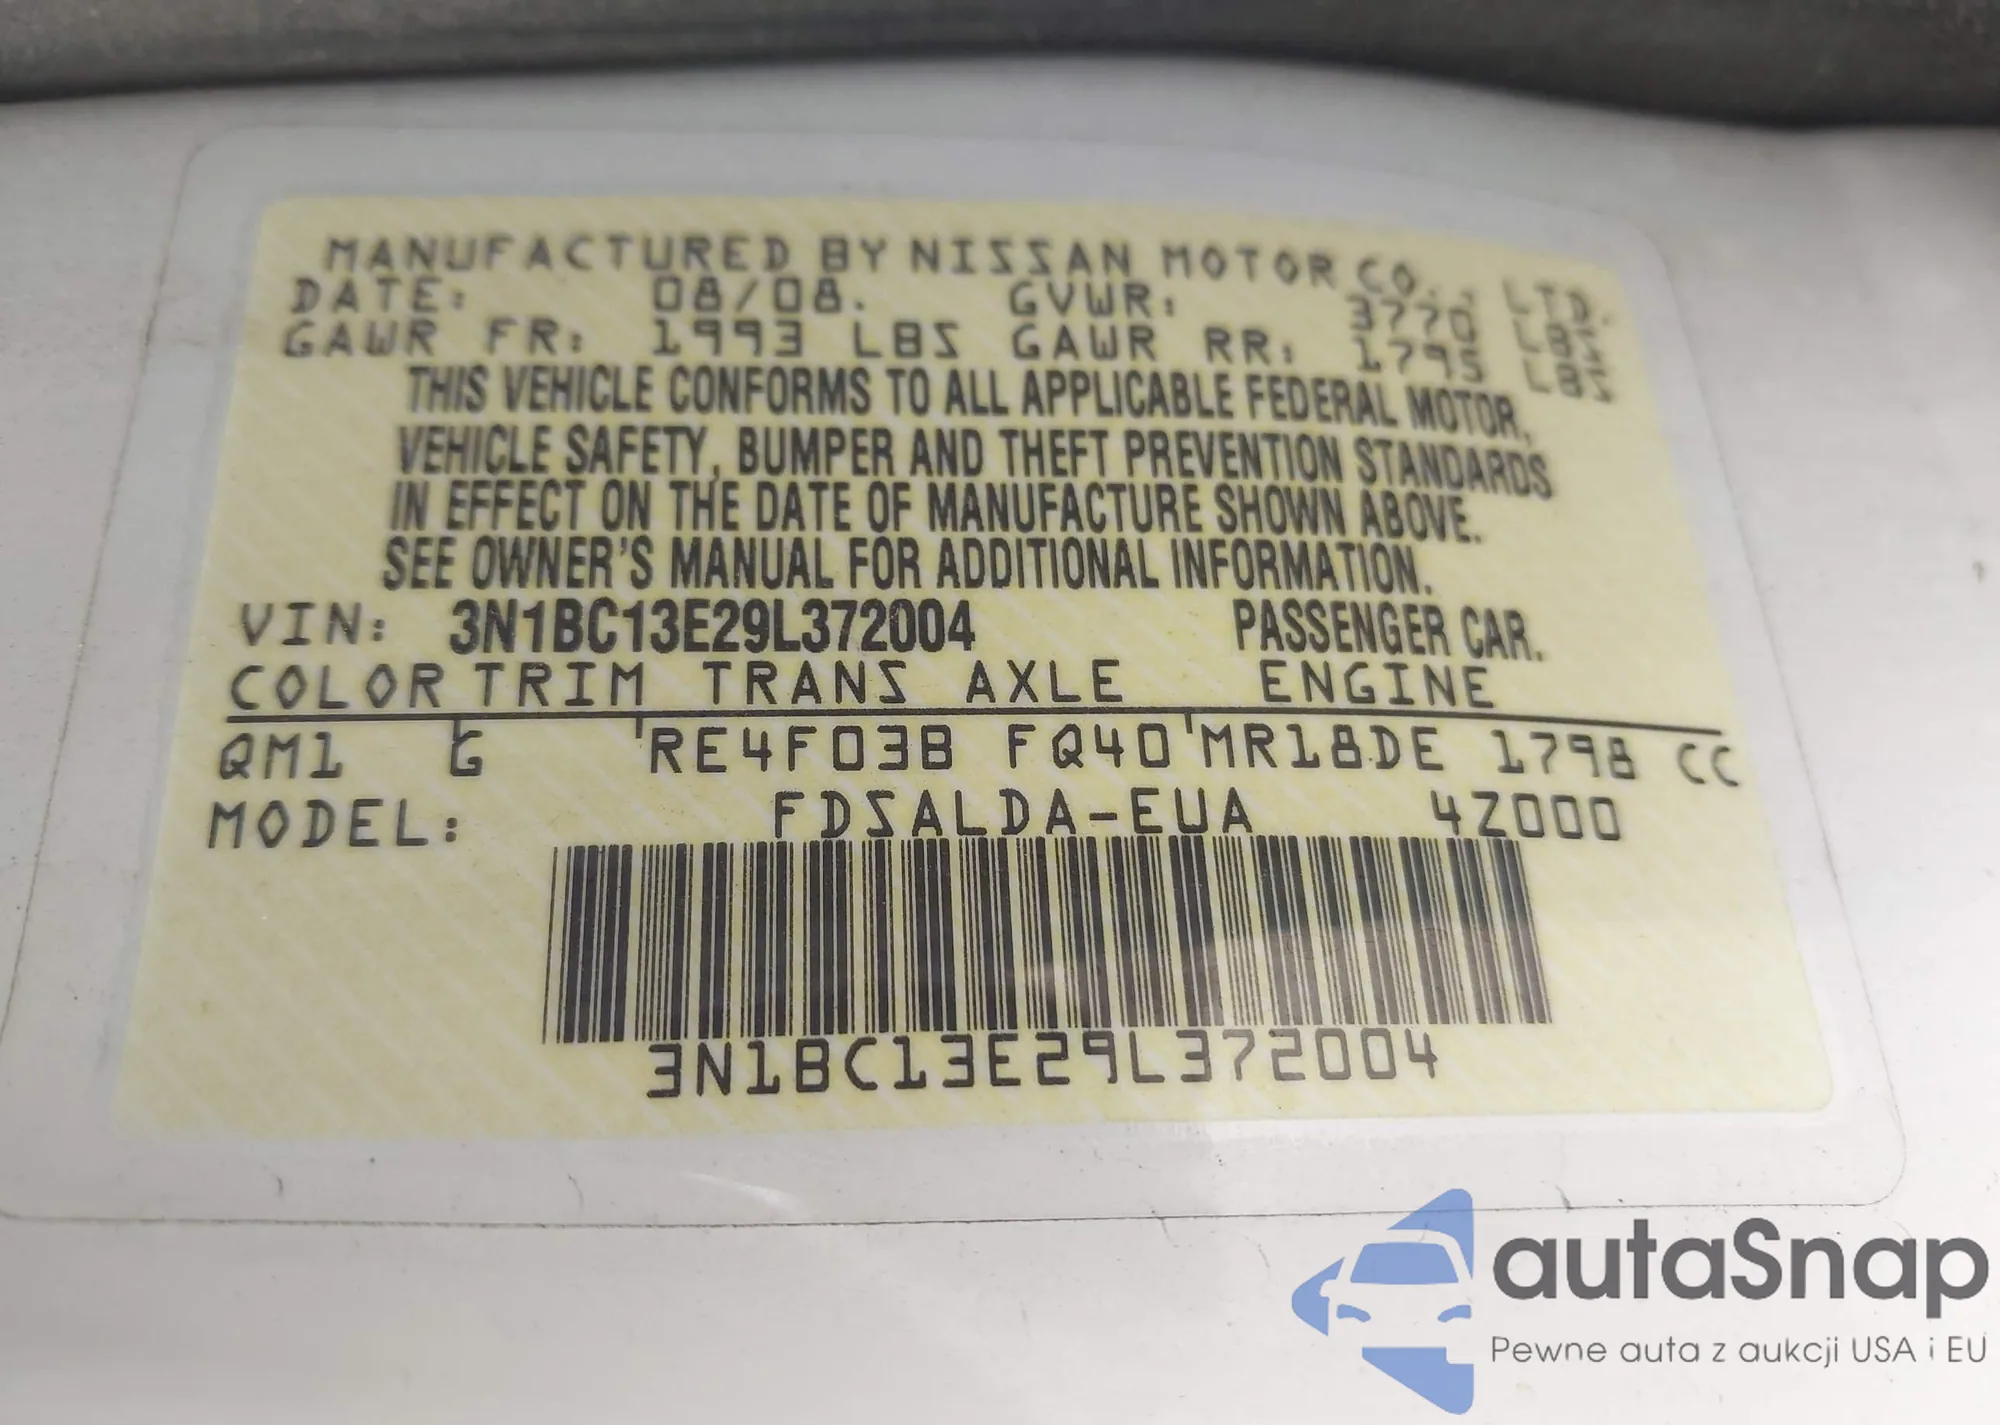 MANUFACTURED BY NISSAN MOTOR CO., LTD.
DATE: 08/08. GVWR: 3770 LBS
GAWR FR: 1993 LBS GAWR RR: 1795 LBS
THIS VEHICLE CONFORMS TO ALL APPLICABLE FEDERAL MOTOR,
VEHICLE SAFETY, BUMPER AND THEFT PREVENTION STANDARDS
IN EFFECT ON THE DATE OF MANUFACTURE SHOWN ABOVE.
SEE OWNER'S MANUAL FOR ADDITIONAL INFORMATION.
VIN: 3N1BC13E29L372004 PASSENGER CAR.
COLOR TRIM TRANS AXLE ENGINE
QM1 G RE4F03B FQ40 MR18DE 1798 CC
MODEL: FDSALDA-EUA 4Z000
3N1BC13E29L372004
autaSnap
Pewne auta z aukcji USA i EU